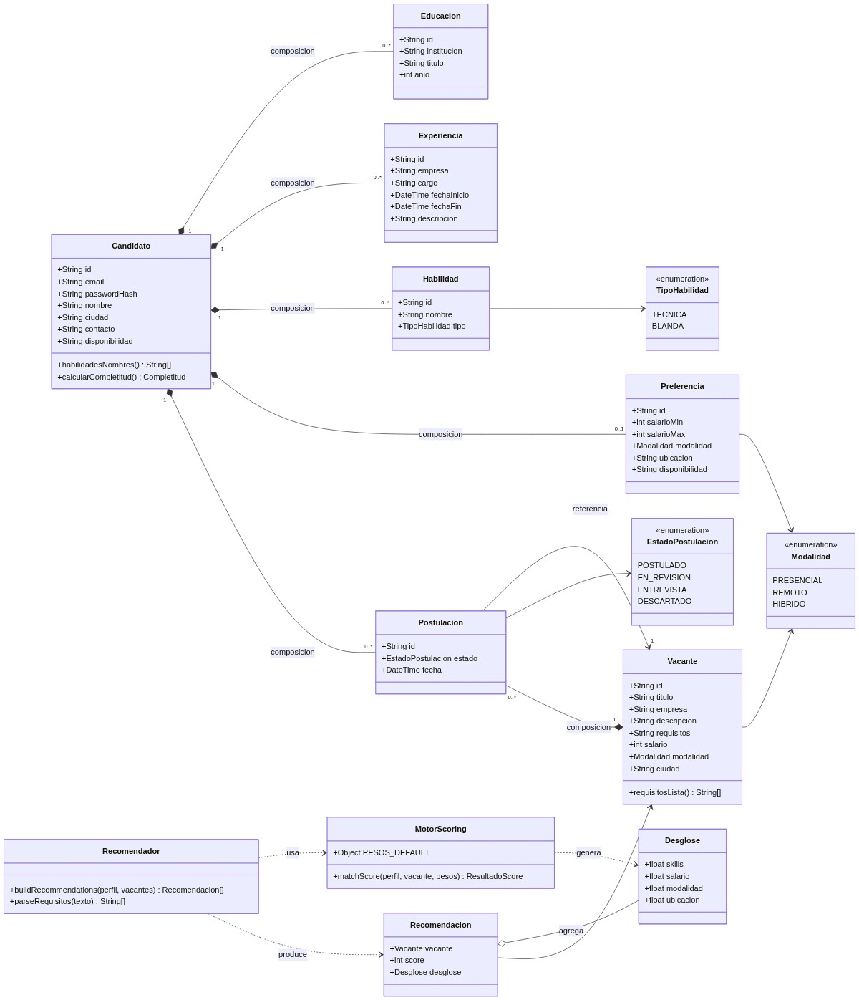 Educacion
+String id
+String institucion
+String titulo
+int anio
composicion
0..*
1
Experiencia
+String id
+String empresa
+String cargo
+DateTime fechaInicio
+DateTime fechaFin
+String descripcion
composicion
0..*
1
Candidato
+String id
+String email
+String passwordHash
+String nombre
+String ciudad
+String contacto
+String disponibilidad
+habilidadesNombres() : String[]
+calcularCompletitud() : Completitud
composicion
0..*
1
Habilidad
+String id
+String nombre
+TipoHabilidad tipo
«enumeration»
TipoHabilidad
TECNICA
BLANDA
1
composicion
0..1
Preferencia
+String id
+int salarioMin
+int salarioMax
+Modalidad modalidad
+String ubicacion
+String disponibilidad
1
referencia
«enumeration»
EstadoPostulacion
POSTULADO
EN_REVISION
ENTREVISTA
DESCARTADO
«enumeration»
Modalidad
PRESENCIAL
REMOTO
HIBRIDO
composicion
0..*
Postulacion
+String id
+EstadoPostulacion estado
+DateTime fecha
0..*
composicion
1
1
Vacante
+String id
+String titulo
+String empresa
+String descripcion
+String requisitos
+int salario
+Modalidad modalidad
+String ciudad
+requisitosLista() : String[]
Recomendador
+buildRecommendations(perfil, vacantes) : Recomendacion[]
+parseRequisitos(texto) : String[]
usa
MotorScoring
+Object PESOS_DEFAULT
+matchScore(perfil, vacante, pesos) : ResultadoScore
genera
Desglose
+float skills
+float salario
+float modalidad
+float ubicacion
produce
Recomendacion
+Vacante vacante
+int score
+Desglose desglose
agrega